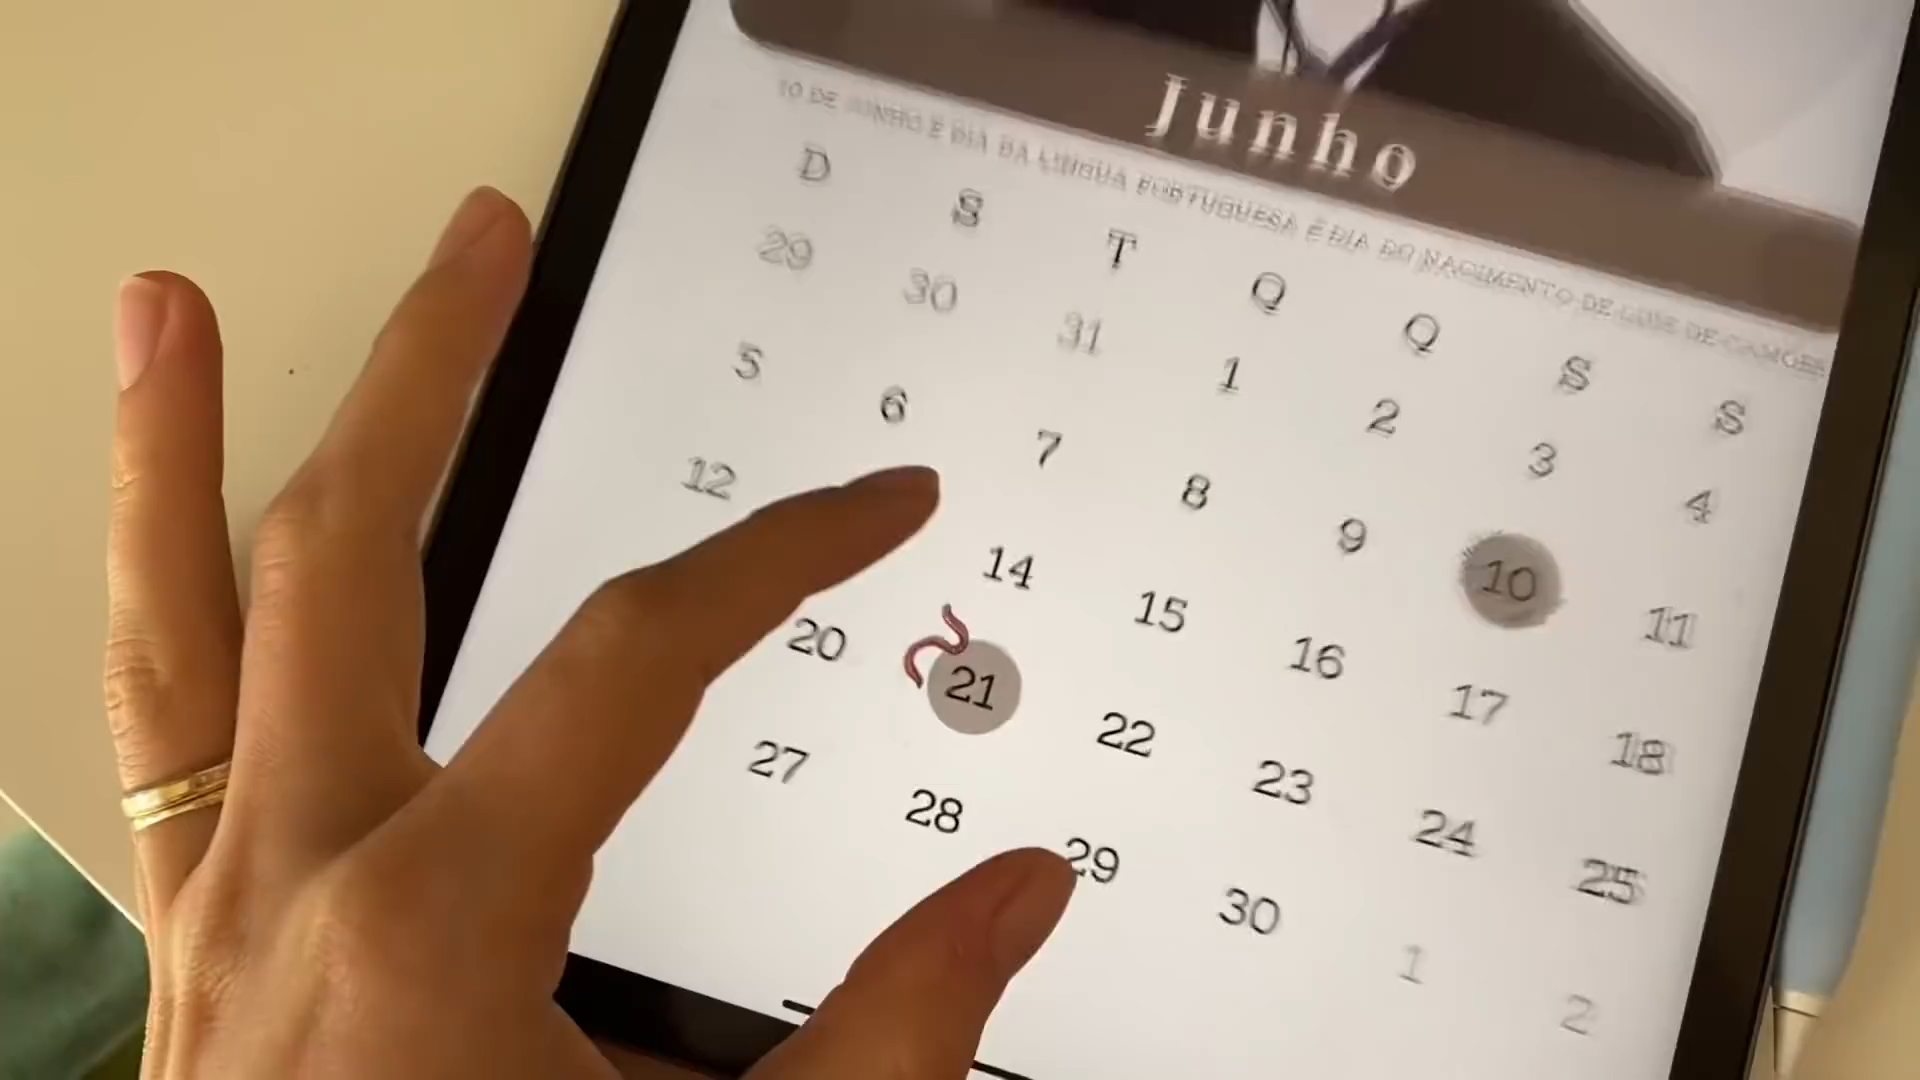 Junho
10 DE JUNHO É DIA DA LÍNGUA PORTUGUESA E DIA DO NASCIMENTO DE LUÍS DE CAMÕES
D S T Q Q S S
29 30 31 1 2 3 4
5 6 7 8 9 10 11
12 14 15 16 17 18
20 21 22 23 24 25
27 28 29 30 1 2